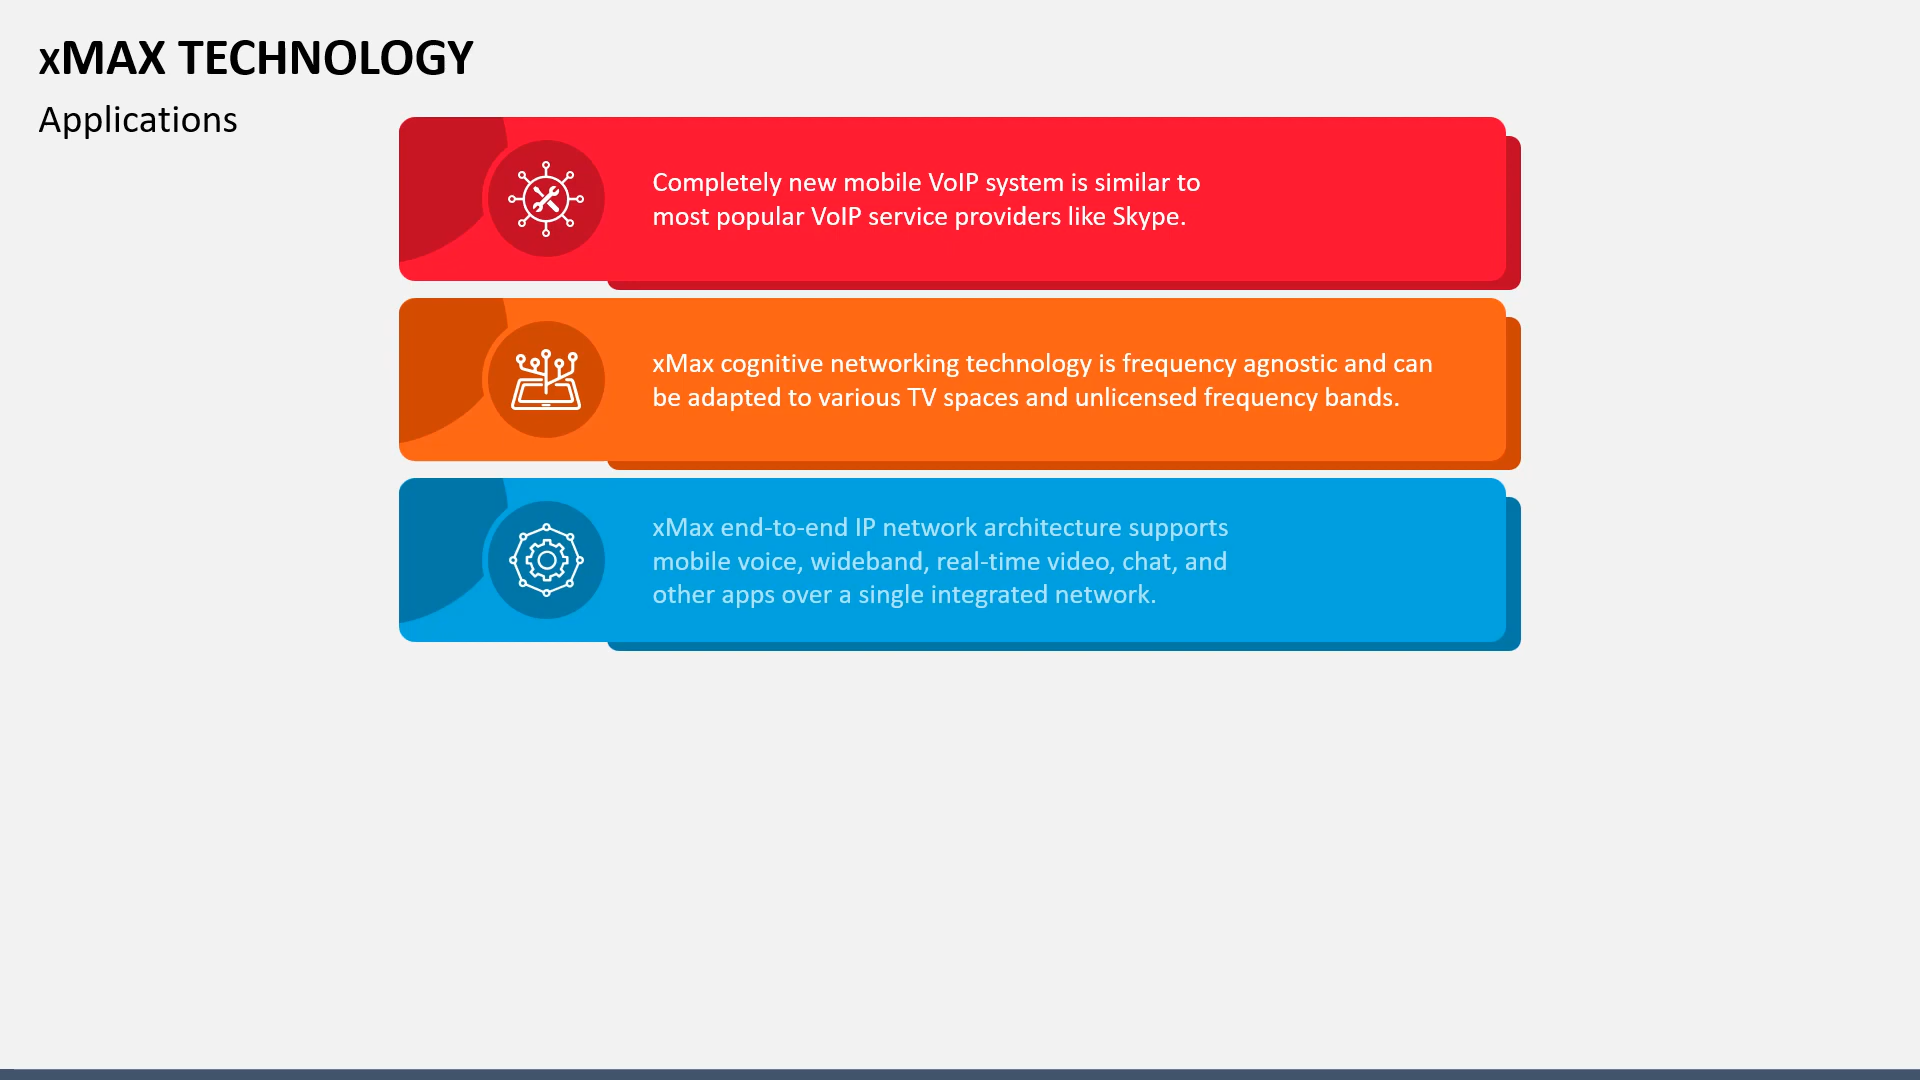 xMAX TECHNOLOGY
Applications
Completely new mobile VoIP system is similar to
most popular VoIP service providers like Skype.
xMax cognitive networking technology is frequency agnostic and can
be adapted to various TV spaces and unlicensed frequency bands.
xMax end-to-end IP network architecture supports
mobile voice, wideband, real-time video, chat, and
other apps over a single integrated network.